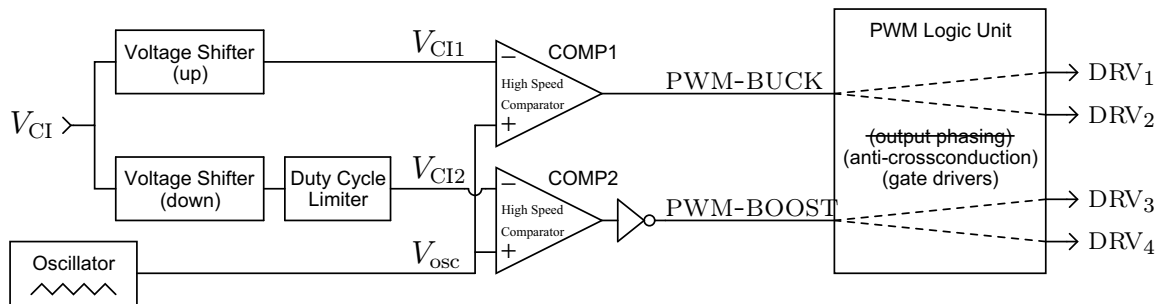 Voltage Shifter
(up)
V_CI1
COMP1
High Speed
Comparator
−
+
PWM-BUCK
PWM Logic Unit
DRV_1
DRV_2
V_CI
(output phasing)
(anti-crossconduction)
(gate drivers)
Voltage Shifter
(down)
Duty Cycle
Limiter
V_CI2
COMP2
High Speed
Comparator
−
+
PWM-BOOST
DRV_3
DRV_4
Oscillator
V_osc